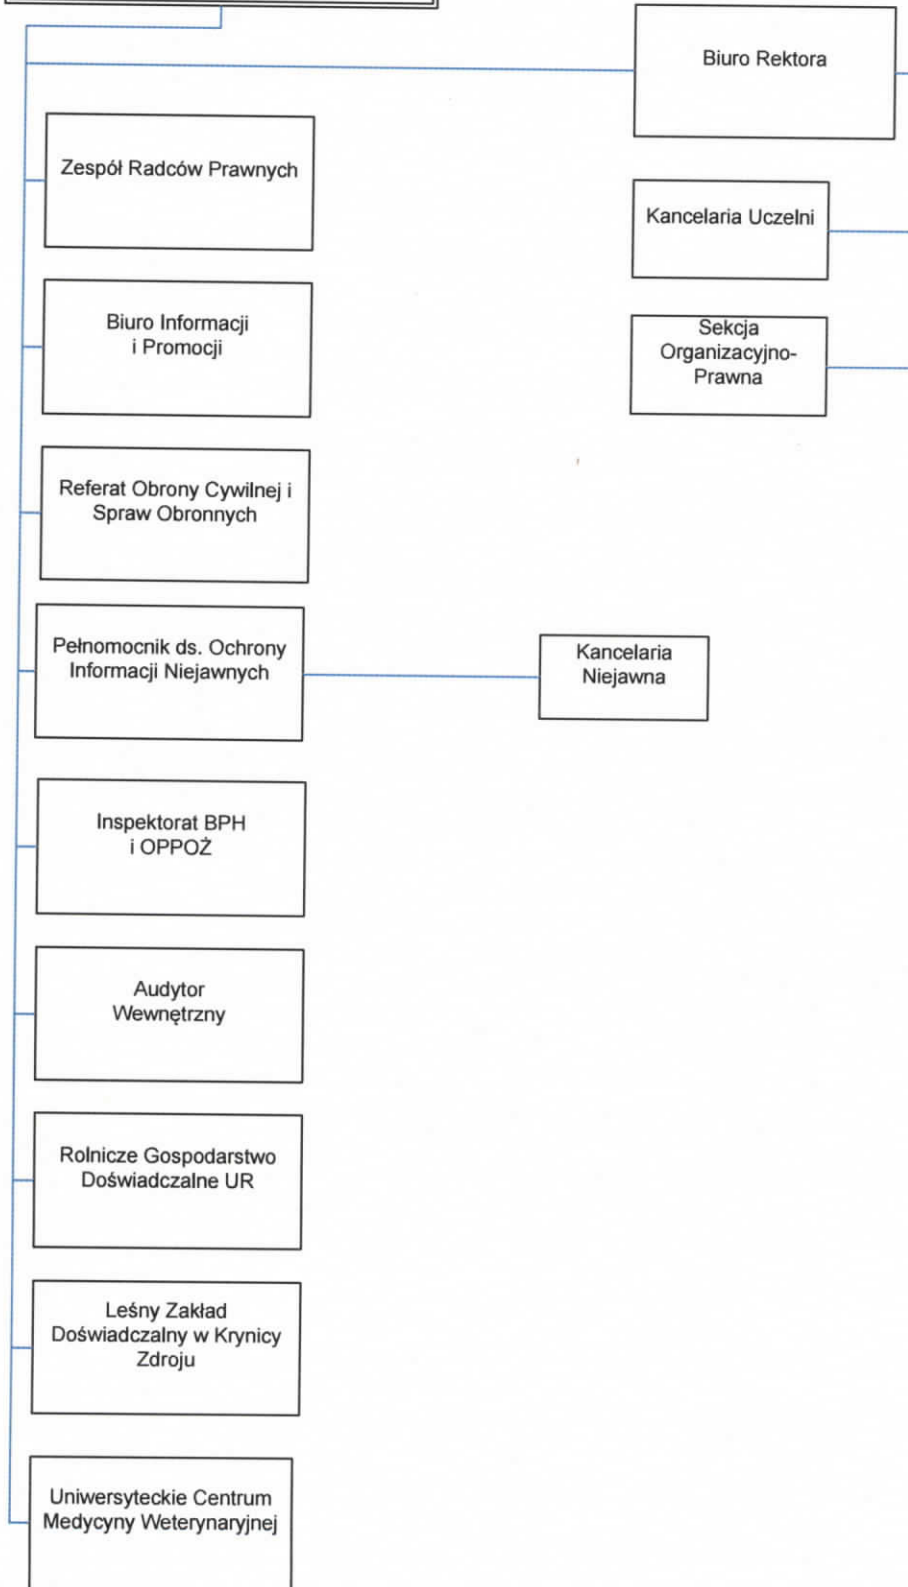 Biuro Rektora
Zespół Radców Prawnych
Kancelaria Uczelni
Biuro Informacji
i Promocji
Sekcja
Organizacyjno-
Prawna
Referat Obrony Cywilnej i
Spraw Obronnych
Pełnomocnik ds. Ochrony
Informacji Niejawnych
Kancelaria
Niejawna
Inspektorat BPH
i OPPOŻ
Audytor
Wewnętrzny
Rolnicze Gospodarstwo
Doświadczalne UR
Leśny Zakład
Doświadczalny w Krynicy
Zdroju
Uniwersyteckie Centrum
Medycyny Weterynaryjnej